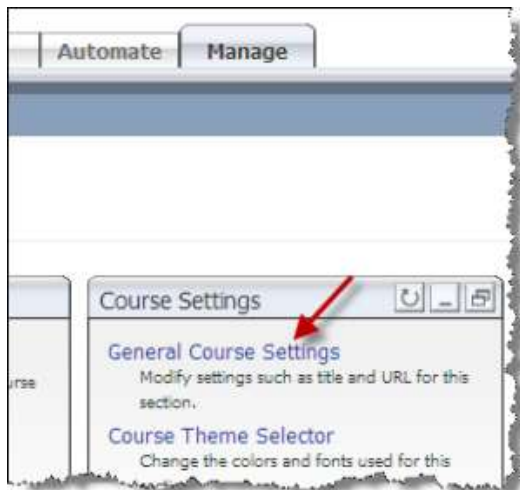 Automate Manage
Course Settings
General Course Settings
urse
Modify settings such as title and URL for this
section.
Course Theme Selector
Change the colors and fonts used for this